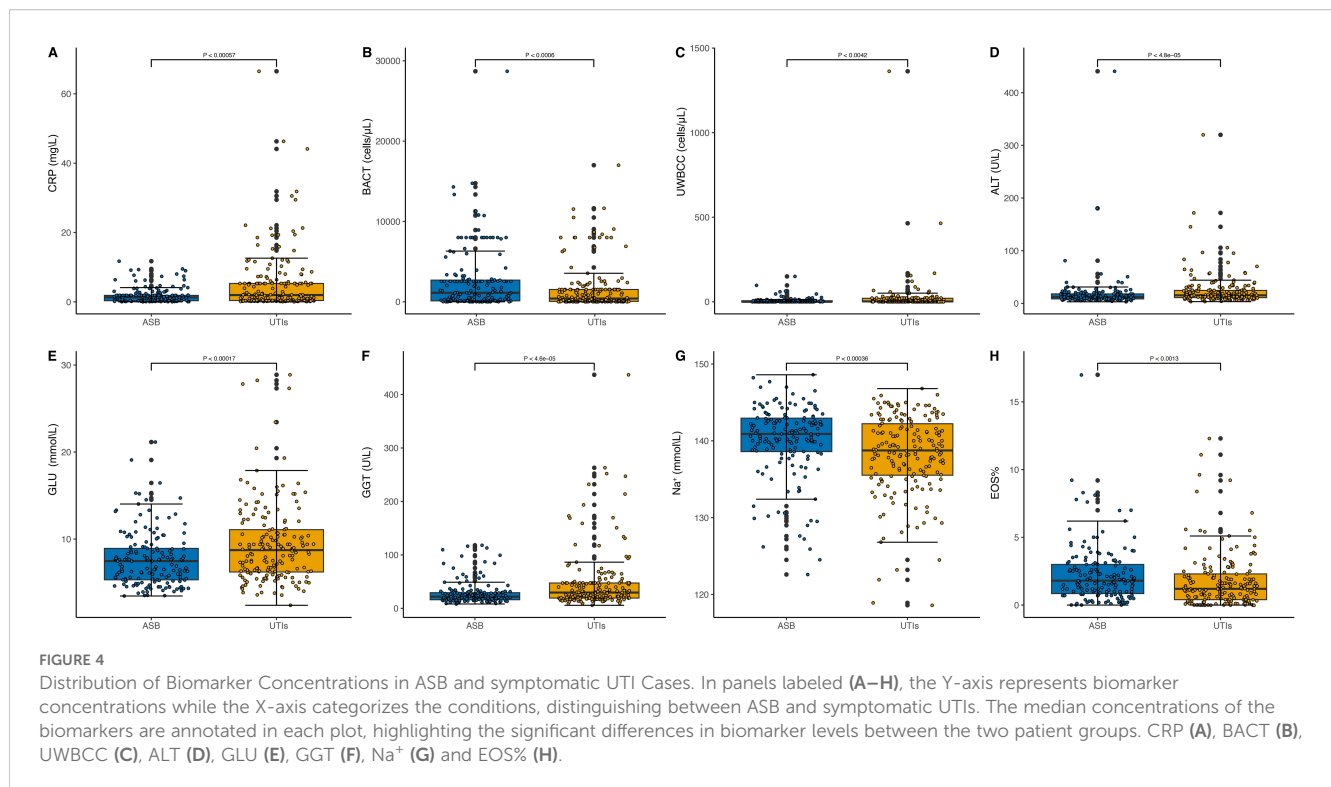 A
P < 0.00057
CRP (mg\L)
60
40
20
0
ASB
UTIs
B
P < 0.0006
BACT (cells/μL)
30000
20000
10000
0
ASB
UTIs
C
P < 0.0042
UWBCC (cells/μL)
1500
1000
500
0
ASB
UTIs
D
P < 4.8e−05
ALT (U\L)
400
300
200
100
0
ASB
UTIs
E
P < 0.00017
GLU (mmol\L)
30
20
10
ASB
UTIs
F
P < 4.6e−05
GGT (U\L)
400
300
200
100
0
ASB
UTIs
G
P < 0.00036
Na⁺ (mmol\L)
150
140
130
120
ASB
UTIs
H
P < 0.0013
EOS%
15
10
5
0
ASB
UTIs
FIGURE 4
Distribution of Biomarker Concentrations in ASB and symptomatic UTI Cases. In panels labeled (A–H), the Y-axis represents biomarker
concentrations while the X-axis categorizes the conditions, distinguishing between ASB and symptomatic UTIs. The median concentrations of the
biomarkers are annotated in each plot, highlighting the significant differences in biomarker levels between the two patient groups. CRP (A), BACT (B),
UWBCC (C), ALT (D), GLU (E), GGT (F), Na⁺ (G) and EOS% (H).